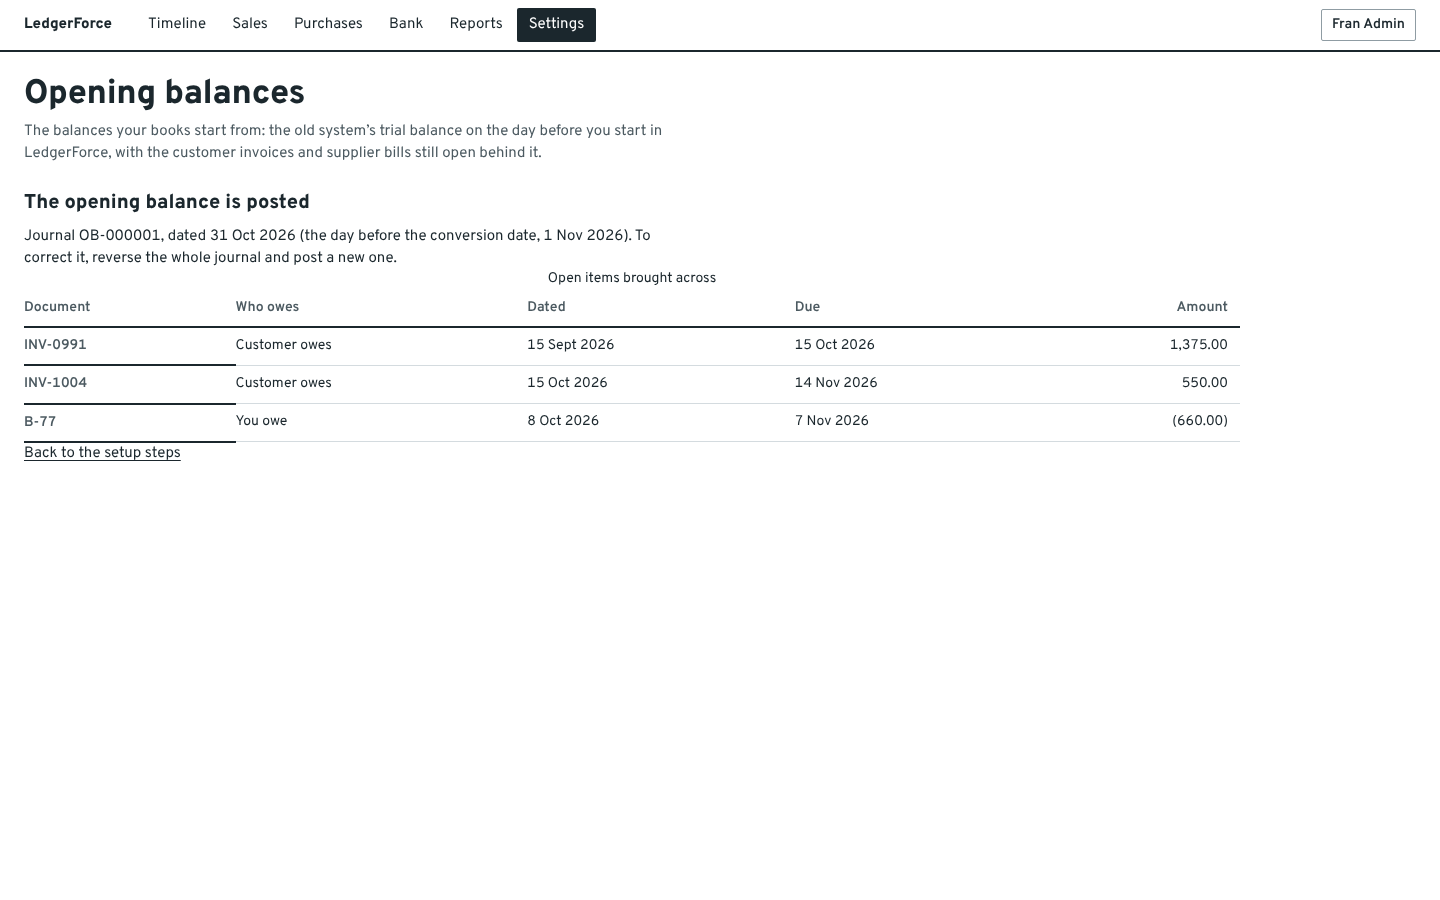 LedgerForce Timeline Sales Purchases Bank Reports Settings Fran Admin
Opening balances
The balances your books start from: the old system’s trial balance on the day before you start in
LedgerForce, with the customer invoices and supplier bills still open behind it.
The opening balance is posted
Journal OB-000001, dated 31 Oct 2026 (the day before the conversion date, 1 Nov 2026). To
correct it, reverse the whole journal and post a new one.
Open items brought across
Document Who owes Dated Due Amount
INV-0991 Customer owes 15 Sept 2026 15 Oct 2026 1,375.00
INV-1004 Customer owes 15 Oct 2026 14 Nov 2026 550.00
B-77 You owe 8 Oct 2026 7 Nov 2026 (660.00)
Back to the setup steps